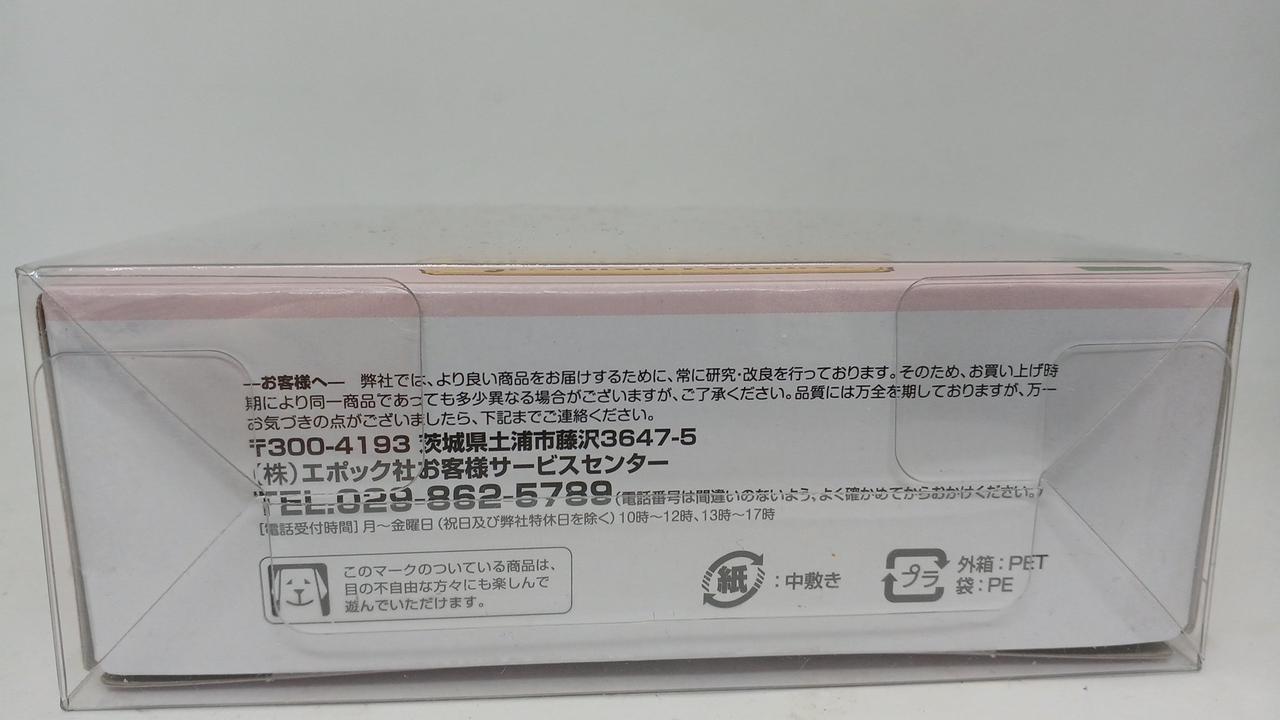 ―お客様へ― 弊社では、より良い商品をお届けするために、常に研究・改良を行っております。そのため、お買い上げ時
期により同一商品であっても多少異なる場合がございますが、ご了承ください。品質には万全を期しておりますが、万一
お気づきの点がございましたら、下記までご連絡ください。
〒300-4193 茨城県土浦市藤沢3647-5
(株)エポック社お客様サービスセンター
TEL.029-862-5789(電話番号は間違いのないよう、よく確かめてからおかけください。)
[電話受付時間] 月～金曜日(祝日及び弊社特休日を除く) 10時～12時、13時～17時
このマークのついている商品は、
目の不自由な方々にも楽しんで
遊んでいただけます。
紙:中敷き
プラ 外箱:PET
袋:PE